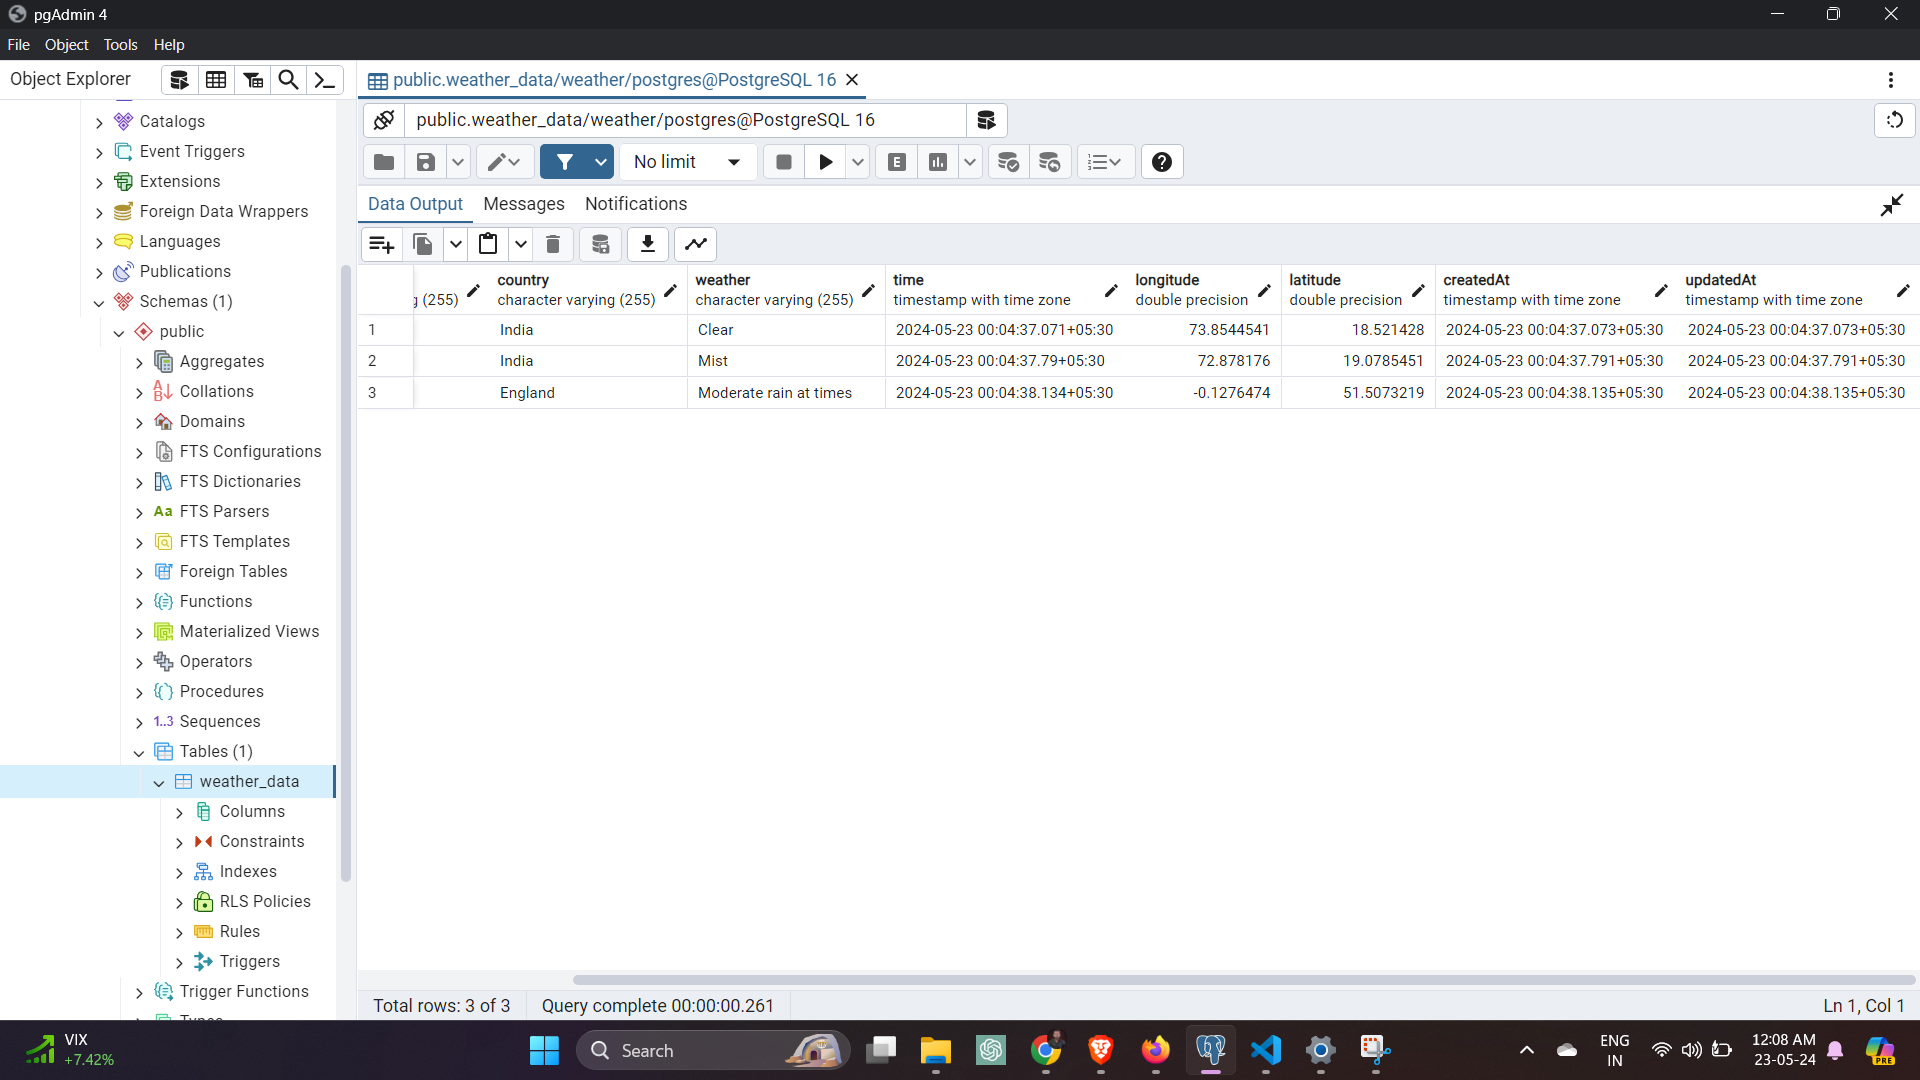 pgAdmin 4
File Object Tools Help
Object Explorer
public.weather_data/weather/postgres@PostgreSQL 16
public.weather_data/weather/postgres@PostgreSQL 16
No limit
Data Output Messages Notifications
Catalogs
Event Triggers
Extensions
Foreign Data Wrappers
Languages
Publications
Schemas (1)
public
Aggregates
Collations
Domains
FTS Configurations
FTS Dictionaries
Aa FTS Parsers
FTS Templates
Foreign Tables
Functions
Materialized Views
Operators
Procedures
1..3 Sequences
Tables (1)
weather_data
Columns
Constraints
Indexes
RLS Policies
Rules
Triggers
Trigger Functions
country weather time longitude latitude createdAt updatedAt
(255) character varying (255) character varying (255) timestamp with time zone double precision double precision timestamp with time zone timestamp with time zone
1 India Clear 2024-05-23 00:04:37.071+05:30 73.8544541 18.521428 2024-05-23 00:04:37.073+05:30 2024-05-23 00:04:37.073+05:30
2 India Mist 2024-05-23 00:04:37.79+05:30 72.878176 19.0785451 2024-05-23 00:04:37.791+05:30 2024-05-23 00:04:37.791+05:30
3 England Moderate rain at times 2024-05-23 00:04:38.134+05:30 -0.1276474 51.5073219 2024-05-23 00:04:38.135+05:30 2024-05-23 00:04:38.135+05:30
Total rows: 3 of 3 Query complete 00:00:00.261 Ln 1, Col 1
VIX
+7.42%
Search
ENG
IN
12:08 AM
23-05-24
PRE